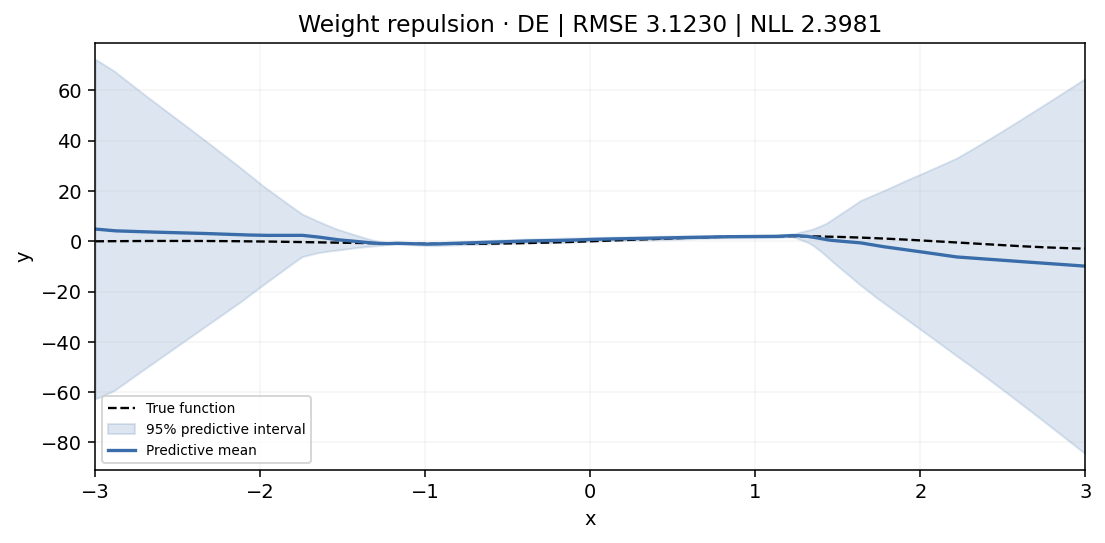 Weight repulsion · DE | RMSE 3.1230 | NLL 2.3981
60
40
20
0
−20
−40
−60
−80
y
True function
95% predictive interval
Predictive mean
−3
−2
−1
0
1
2
3
x